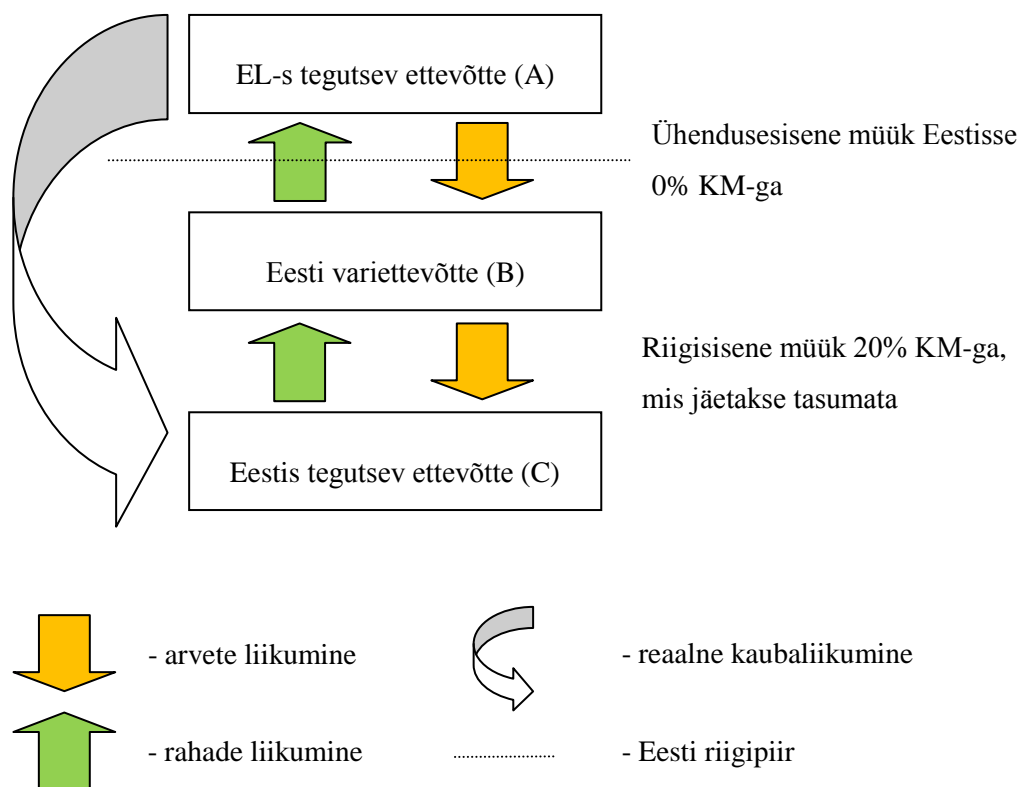 EL-s tegutsev ettevõtte (A)
Ühendusesisene müük Eestisse
0% KM-ga
Eesti variettevõtte (B)
Riigisisene müük 20% KM-ga,
mis jäetakse tasumata
Eestis tegutsev ettevõtte (C)
- arvete liikumine
- reaalne kaubaliikumine
- rahade liikumine
- Eesti riigipiir